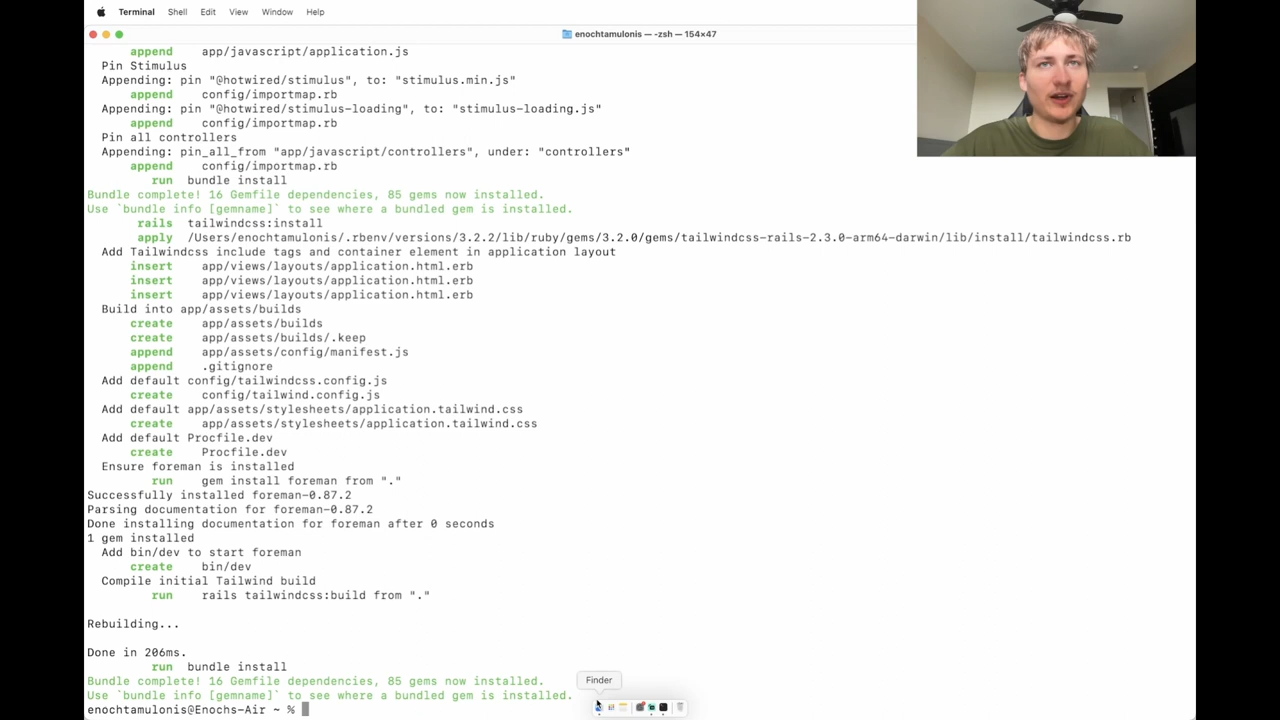 Terminal Shell Edit View Window Help
enochtamulonis — -zsh — 154×47
append app/javascript/application.js
Pin Stimulus
Appending: pin "@hotwired/stimulus", to: "stimulus.min.js"
append config/importmap.rb
Appending: pin "@hotwired/stimulus-loading", to: "stimulus-loading.js"
append config/importmap.rb
Pin all controllers
Appending: pin_all_from "app/javascript/controllers", under: "controllers"
append config/importmap.rb
run bundle install
Bundle complete! 16 Gemfile dependencies, 85 gems now installed.
Use `bundle info [gemname]` to see where a bundled gem is installed.
rails tailwindcss:install
apply /Users/enochtamulonis/.rbenv/versions/3.2.2/lib/ruby/gems/3.2.0/gems/tailwindcss-rails-2.3.0-arm64-darwin/lib/install/tailwindcss.rb
Add Tailwindcss include tags and container element in application layout
insert app/views/layouts/application.html.erb
insert app/views/layouts/application.html.erb
insert app/views/layouts/application.html.erb
Build into app/assets/builds
create app/assets/builds
create app/assets/builds/.keep
append app/assets/config/manifest.js
append .gitignore
Add default config/tailwindcss.config.js
create config/tailwind.config.js
Add default app/assets/stylesheets/application.tailwind.css
create app/assets/stylesheets/application.tailwind.css
Add default Procfile.dev
create Procfile.dev
Ensure foreman is installed
run gem install foreman from "."
Successfully installed foreman-0.87.2
Parsing documentation for foreman-0.87.2
Done installing documentation for foreman after 0 seconds
1 gem installed
Add bin/dev to start foreman
create bin/dev
Compile initial Tailwind build
run rails tailwindcss:build from "."
Rebuilding...
Done in 206ms.
run bundle install
Bundle complete! 16 Gemfile dependencies, 85 gems now installed.
Use `bundle info [gemname]` to see where a bundled gem is installed.
Finder
enochtamulonis@Enochs-Air ~ %